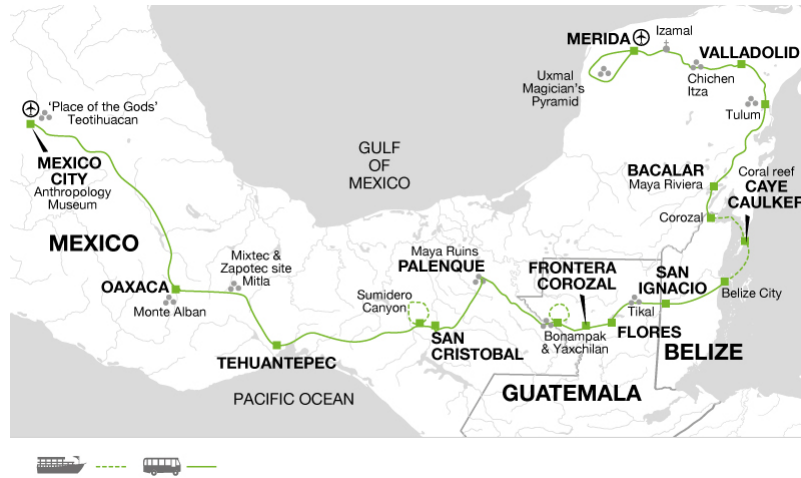 MERIDA
Izamal
VALLADOLID
Chichen
Itza
Uxmal
Magician's
Pyramid
Tulum
'Place of the Gods'
Teotihuacan
MEXICO
CITY
Anthropology
Museum
GULF
OF
MEXICO
BACALAR
Maya Riviera
Coral reef
CAYE
CAULKER
Corozal
MEXICO
OAXACA
Monte Alban
Mixtec &
Zapotec site
Mitla
Maya Ruins
PALENQUE
FRONTERA
COROZAL
SAN
IGNACIO
Belize City
Sumidero
Canyon
Tikal
SAN
CRISTOBAL
Bonampak
& Yaxchilan
FLORES
BELIZE
TEHUANTEPEC
GUATEMALA
PACIFIC OCEAN